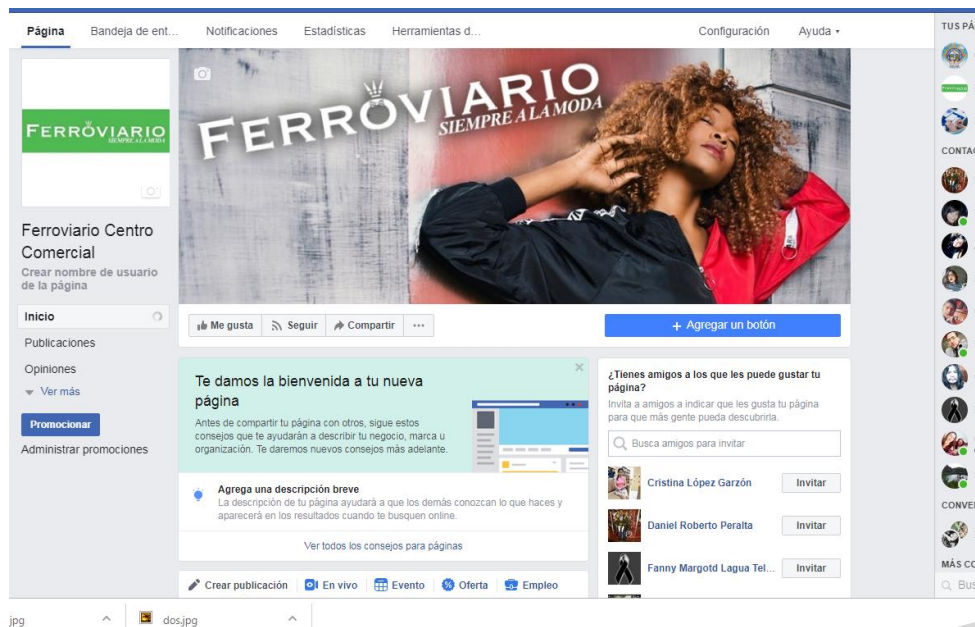 Página Bandeja de ent... Notificaciones Estadísticas Herramientas d... Configuración Ayuda
TUS PÁ
FERROVIARIO
SIEMPRE A LA MODA
FERROVIARIO
SIEMPRE A LA MODA
CONTAC
Ferroviario Centro
Comercial
Crear nombre de usuario
de la página
Inicio
Publicaciones
Opiniones
Ver más
Promocionar
Administrar promociones
Me gusta Seguir Compartir ... + Agregar un botón
Te damos la bienvenida a tu nueva
página
Antes de compartir tu página con otros, sigue estos
consejos que te ayudarán a describir tu negocio, marca u
organización. Te daremos nuevos consejos más adelante.
Agrega una descripción breve
La descripción de tu página ayudará a que los demás conozcan lo que haces y
aparecerá en los resultados cuando te busquen online.
Ver todos los consejos para páginas
Crear publicación En vivo Evento Oferta Empleo
¿Tienes amigos a los que les puede gustar tu
página?
Invita a amigos a indicar que les gusta tu página
para que más gente pueda descubrirla.
Busca amigos para invitar
Cristina López Garzón Invitar
Daniel Roberto Peralta Invitar
Fanny Margotd Lagua Tel... Invitar
CONVER
MÁS CO
Bus
jpg dos.jpg